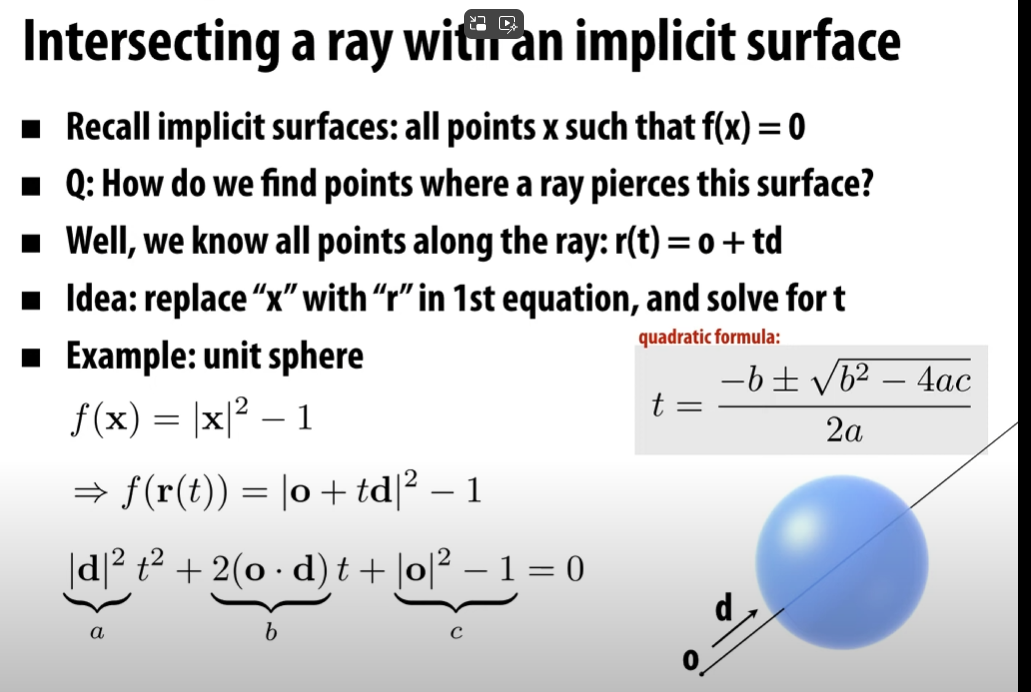 Intersecting a ray with an implicit surface
■ Recall implicit surfaces: all points x such that f(x) = 0
■ Q: How do we find points where a ray pierces this surface?
■ Well, we know all points along the ray: r(t) = o + td
■ Idea: replace “x” with “r” in 1st equation, and solve for t
■ Example: unit sphere
quadratic formula:
t = (−b ± √(b² − 4ac)) / 2a
f(x) = |x|² − 1
⇒ f(r(t)) = |o + td|² − 1
|d|² t² + 2(o · d) t + |o|² − 1 = 0
a b c
d
o